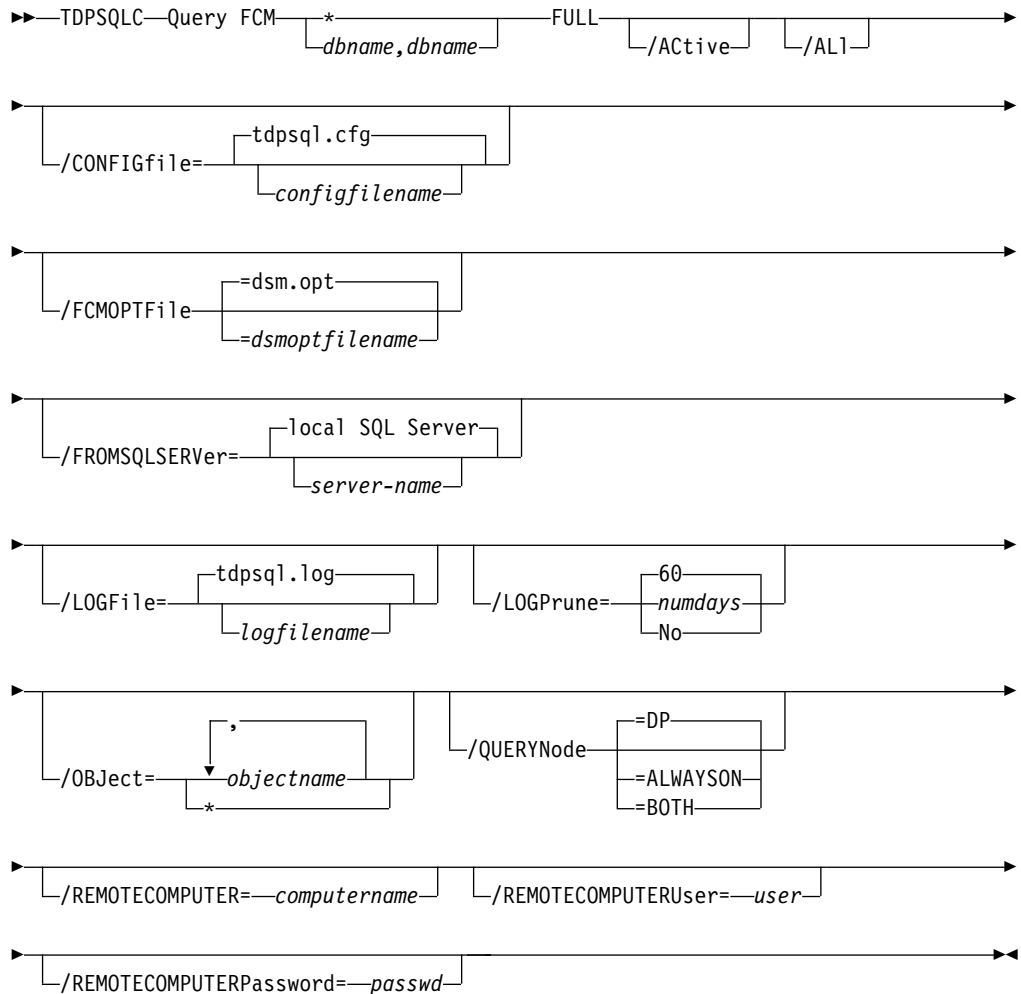 TDPSQLC Query FCM * FULL
dbname,dbname /ACtive /ALl
tdpsql.cfg
/CONFIGfile=
configfilename
=dsm.opt
/FCMOPTFile
=dsmoptfilename
local SQL Server
/FROMSQLSERVer=
server-name
tdpsql.log 60
/LOGFile= /LOGPrune= numdays
logfilename No
, =DP
/QUERYNode
/OBJect= objectname =ALWAYSON
* =BOTH
/REMOTECOMPUTER= computername /REMOTECOMPUTERUser= user
/REMOTECOMPUTERPassword= passwd